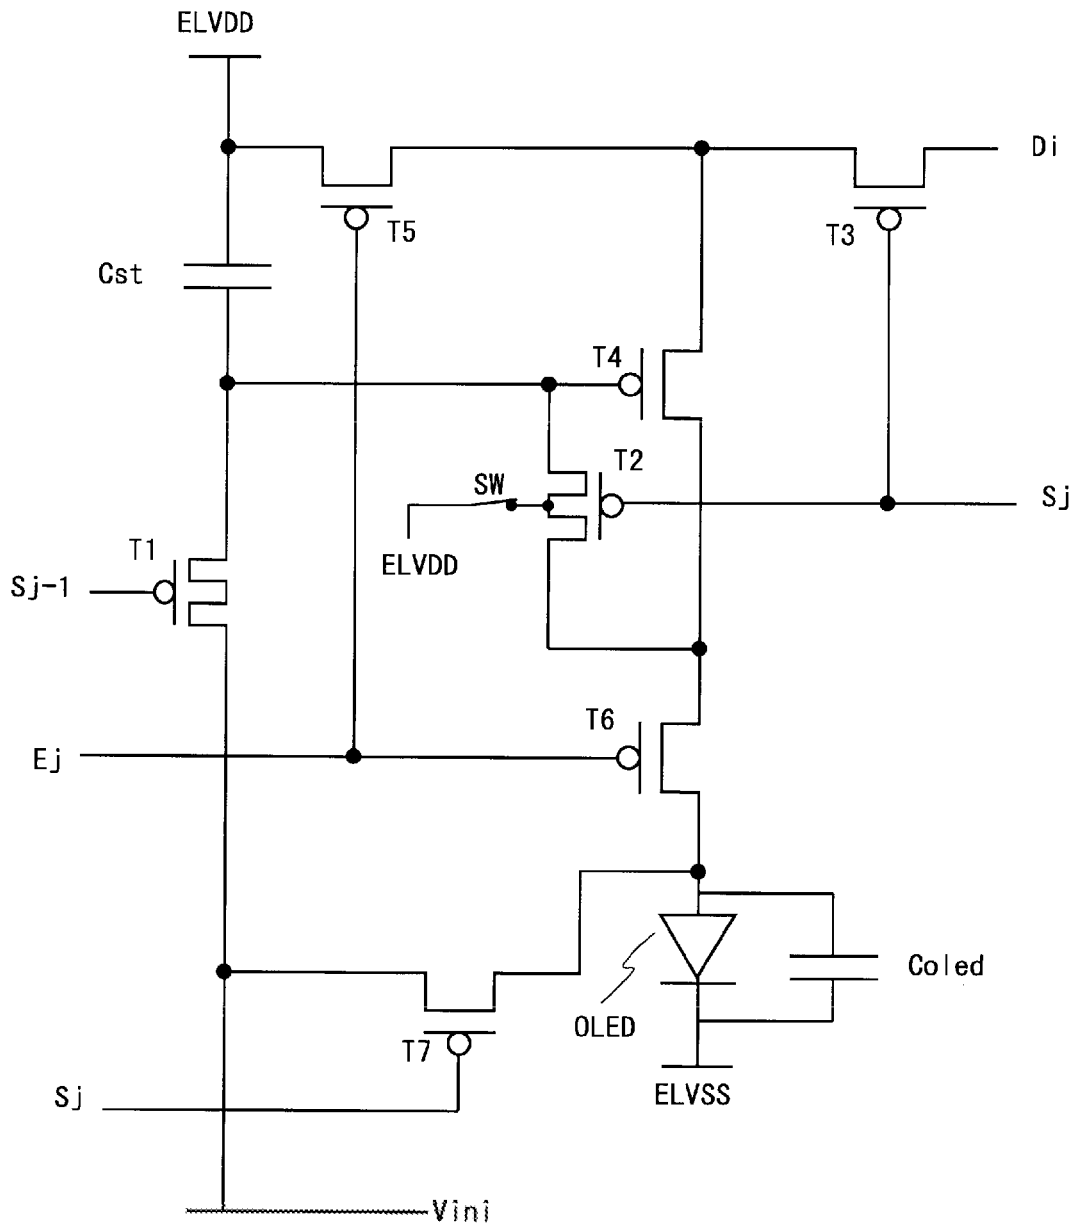 ELVDD
Di
T5
T3
Cst
T4
T2
SW
Sj
ELVDD
T1
Sj-1
T6
Ej
Coled
OLED
T7
Sj
ELVSS
Vini